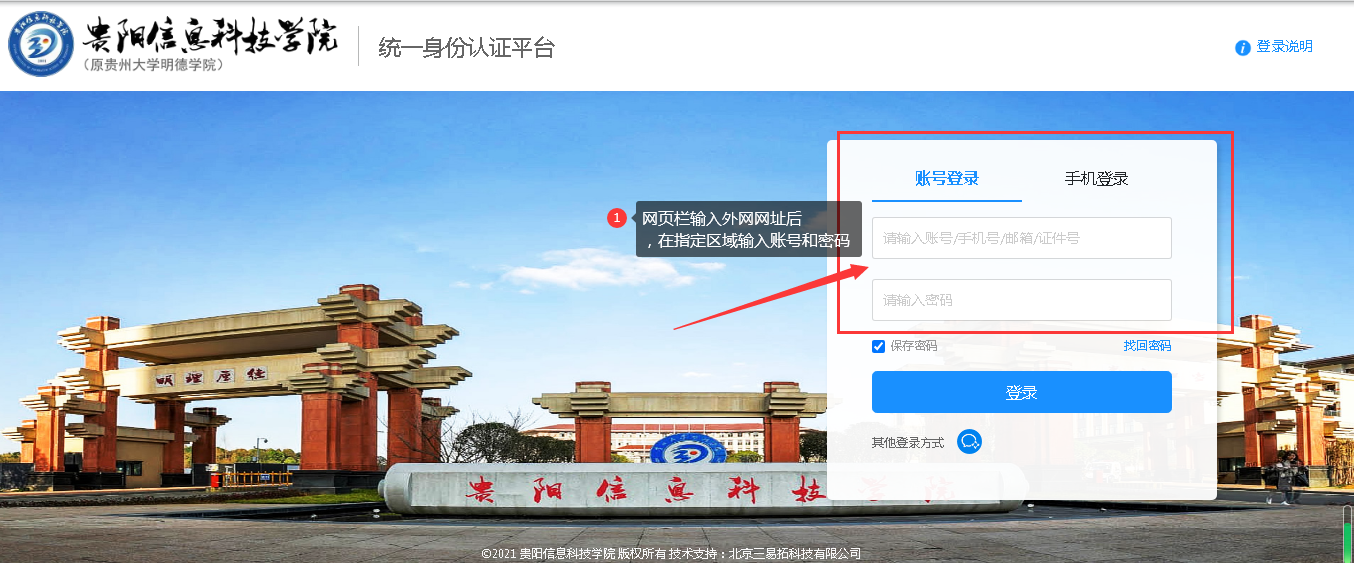 贵阳信息科技学院
（原贵州大学明德学院）
统一身份认证平台
登录说明
账号登录
手机登录
1
网页栏输入外网网址后
，在指定区域输入账号和密码
请输入账号/手机号/邮箱/证件号
请输入密码
保存密码
找回密码
登录
其他登录方式
明理厚德
贵阳信息科技学院
©2021 贵阳信息科技学院 版权所有 技术支持：北京三易拓科技有限公司